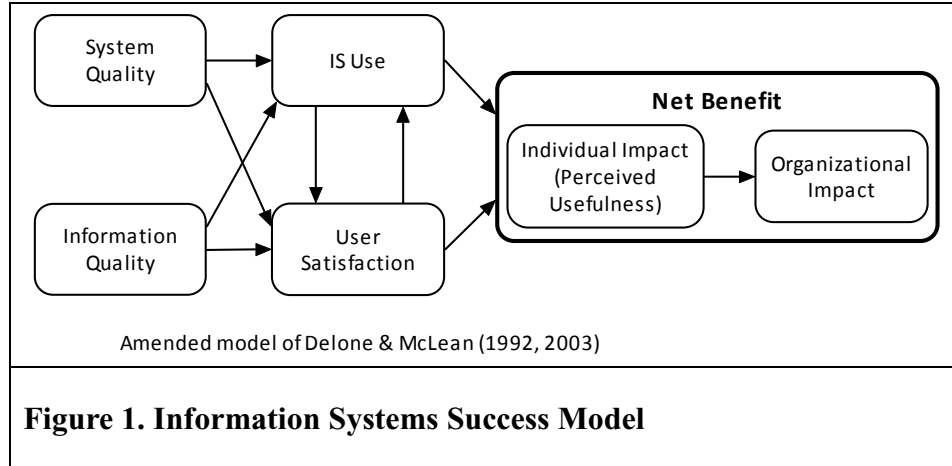 System
Quality
IS Use
Net Benefit
Individual Impact
(Perceived
Usefulness)
Organizational
Impact
Information
Quality
User
Satisfaction
Amended model of Delone & McLean (1992, 2003)
Figure 1. Information Systems Success Model